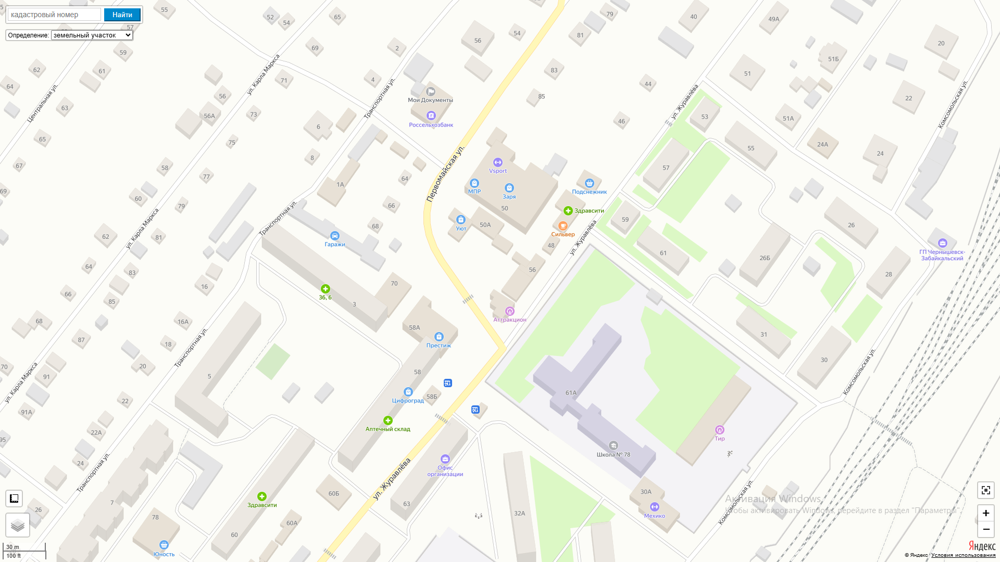 кадастровый номер
Найти
Определение: земельный участок
55
52
54
65
57
59
62
61
64
63
65
67
69
71
56
56А
73
75
77
58
60
79
62
81
64
83
66
85
68
87
70
91
91А
95
2
4
6
8
1А
64
66
68
70
3
5
16
16А
18
20
22
22А
24
26
7
78
60
60А
60Б
58
58А
58Б
63
32А
56
54
79
81
83
85
44
46
40
49А
51
51Б
51А
53
55
57
59
61
20
22
24
24А
26
26Б
28
30
31
50
50А
48
56
61А
30А
Центральная ул.
ул. Карла Маркса
ул. Карла Маркса
ул. Карла Маркса
Транспортная ул.
Транспортная ул.
Транспортная ул.
Транспортная ул.
Первомайская ул.
ул. Журавлёва
ул. Журавлёва
ул. Журавлёва
Комсомольская ул.
Комсомольская ул.
Комсомольская ул.
Мои Документы
Россельхозбанк
Vsport
МПР
Заря
Подснежник
Здравсити
Сильвер
Уют
Гаражи
36, 6
Аттракцион
Престиж
Цифроград
Аптечный склад
Офис
организации
Здравсити
Юность
Школа № 78
Тир
Мехико
ГП Чернышевск-
Забайкальский
Активация Windows
Чтобы активировать Windows, перейдите в раздел "Параметры".
+
−
30 m
100 ft
Яндекс
© Яндекс Условия использования